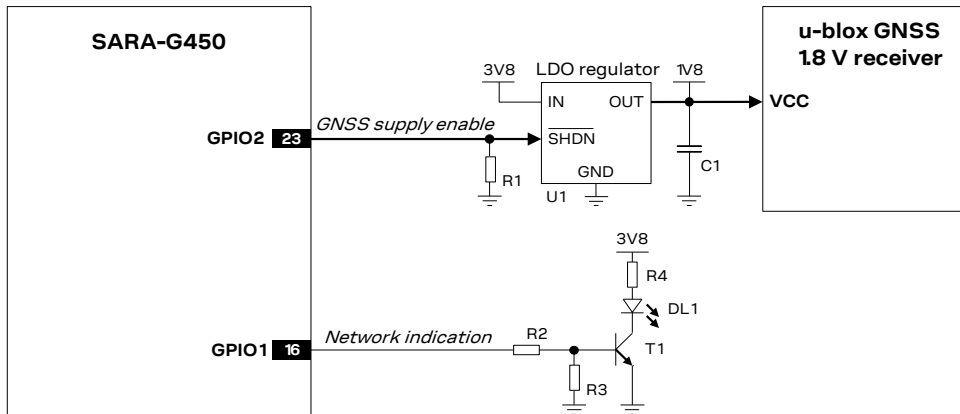 SARA-G450
u-blox GNSS
1.8 V receiver
3V8
LDO regulator
1V8
IN
OUT
VCC
GNSS supply enable
GPIO2 23
SHDN
R1
GND
C1
U1
3V8
R4
DL1
Network indication
R2
GPIO1 16
T1
R3